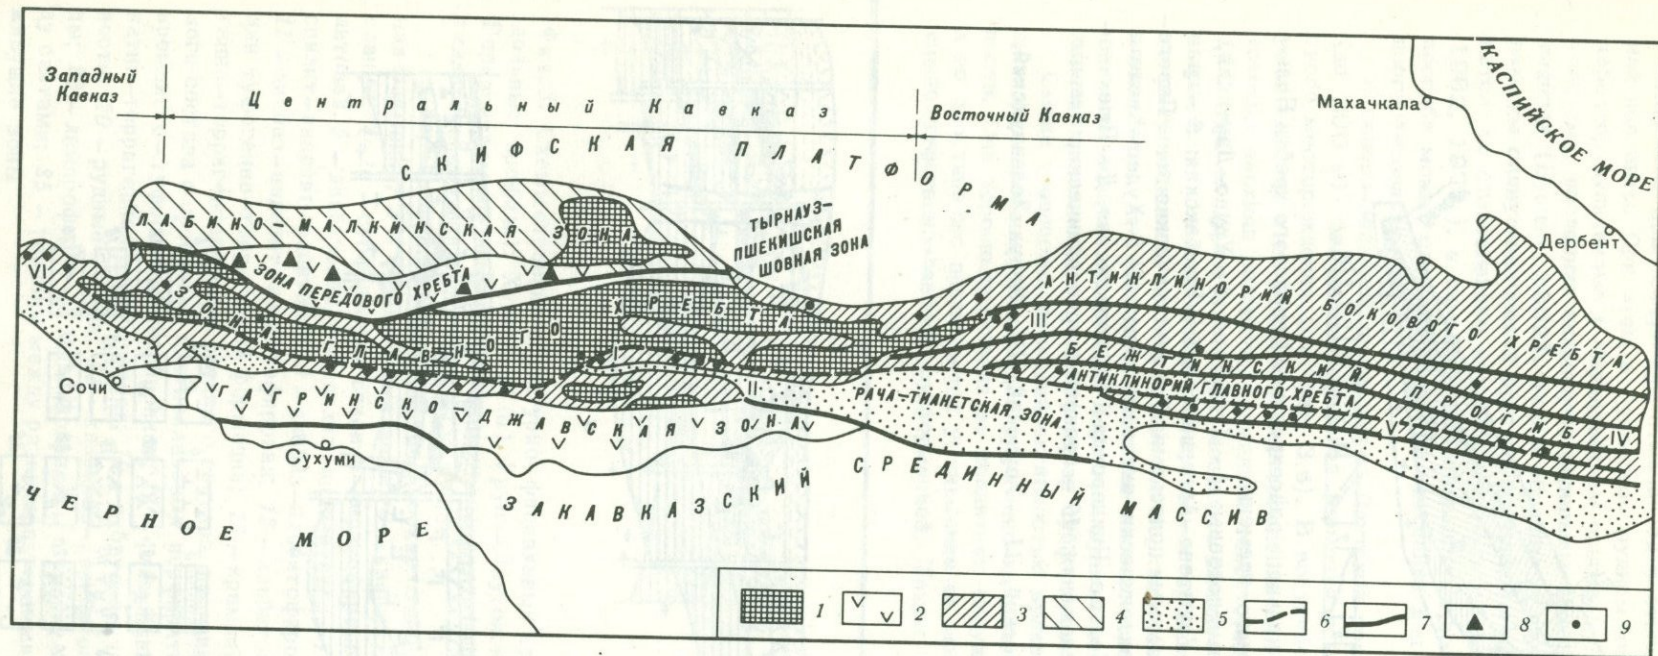 Западный
Кавказ
Центральный Кавказ
Восточный Кавказ
СКИФСКАЯ ПЛАТФОРМА
Махачкала
КАСПИЙСКОЕ МОРЕ
Дербент
ЛАБИНО-МАЛКИНСКАЯ ЗОНА
ТЫРНАУЗ-
ПШЕКИШСКАЯ
ШОВНАЯ ЗОНА
ЗОНА ПЕРЕДОВОГО ХРЕБТА
VI
ЗОНА ГЛАВНОГО ХРЕБТА
АНТИКЛИНОРИЙ БОКОВОГО ХРЕБТА
III
I
БЕЖТИНСКИЙ ПРОГИБ
IV
II
АНТИКЛИНОРИЙ ГЛАВНОГО ХРЕБТА
V
Сочи
ГАГРИНСКО-ДЖАВСКАЯ ЗОНА
РАЧА-ТИАНЕТСКАЯ ЗОНА
Сухуми
ЗАКАВКАЗСКИЙ СРЕДИННЫЙ МАССИВ
ЧЕРНОЕ МОРЕ
1 2 3 4 5 6 7 8 9